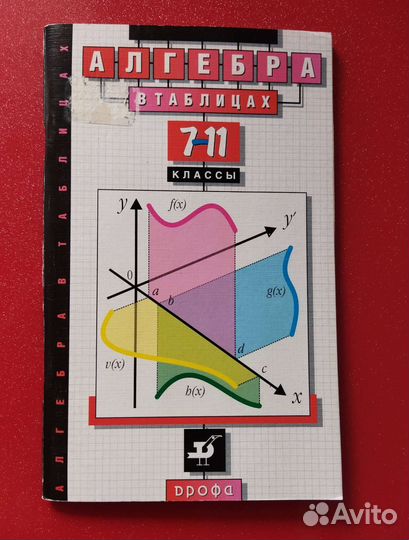 АЛГЕБРА
В ТАБЛИЦАХ
7-11
КЛАССЫ
АЛГЕБРА В ТАБЛИЦАХ
y
f(x)
y'
0
a
b
g(x)
v(x)
d
c
h(x)
x
дрофа
Avito